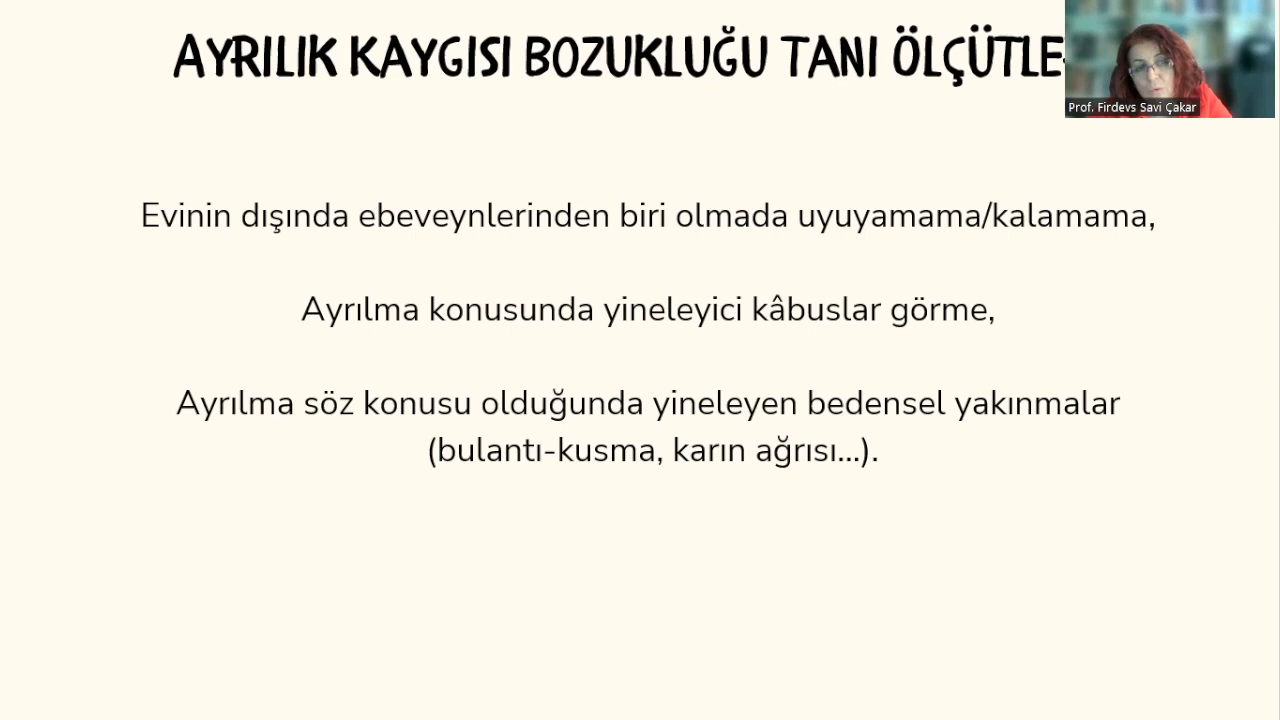 AYRILIK KAYGISI BOZUKLUĞU TANI ÖLÇÜTLE
Prof. Firdevs Savi Çakar
Evinin dışında ebeveynlerinden biri olmada uyuyamama/kalamama,
Ayrılma konusunda yineleyici kâbuslar görme,
Ayrılma söz konusu olduğunda yineleyen bedensel yakınmalar
(bulantı-kusma, karın ağrısı...).